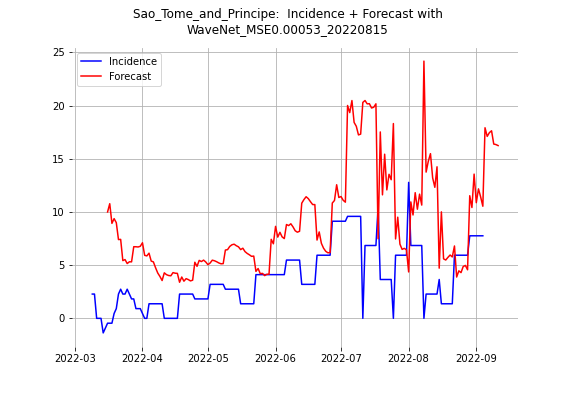 Sao_Tome_and_Principe:  Incidence + Forecast with
WaveNet_MSE0.00053_20220815
Incidence
Forecast
25
20
15
10
5
0
2022-03 2022-04 2022-05 2022-06 2022-07 2022-08 2022-09